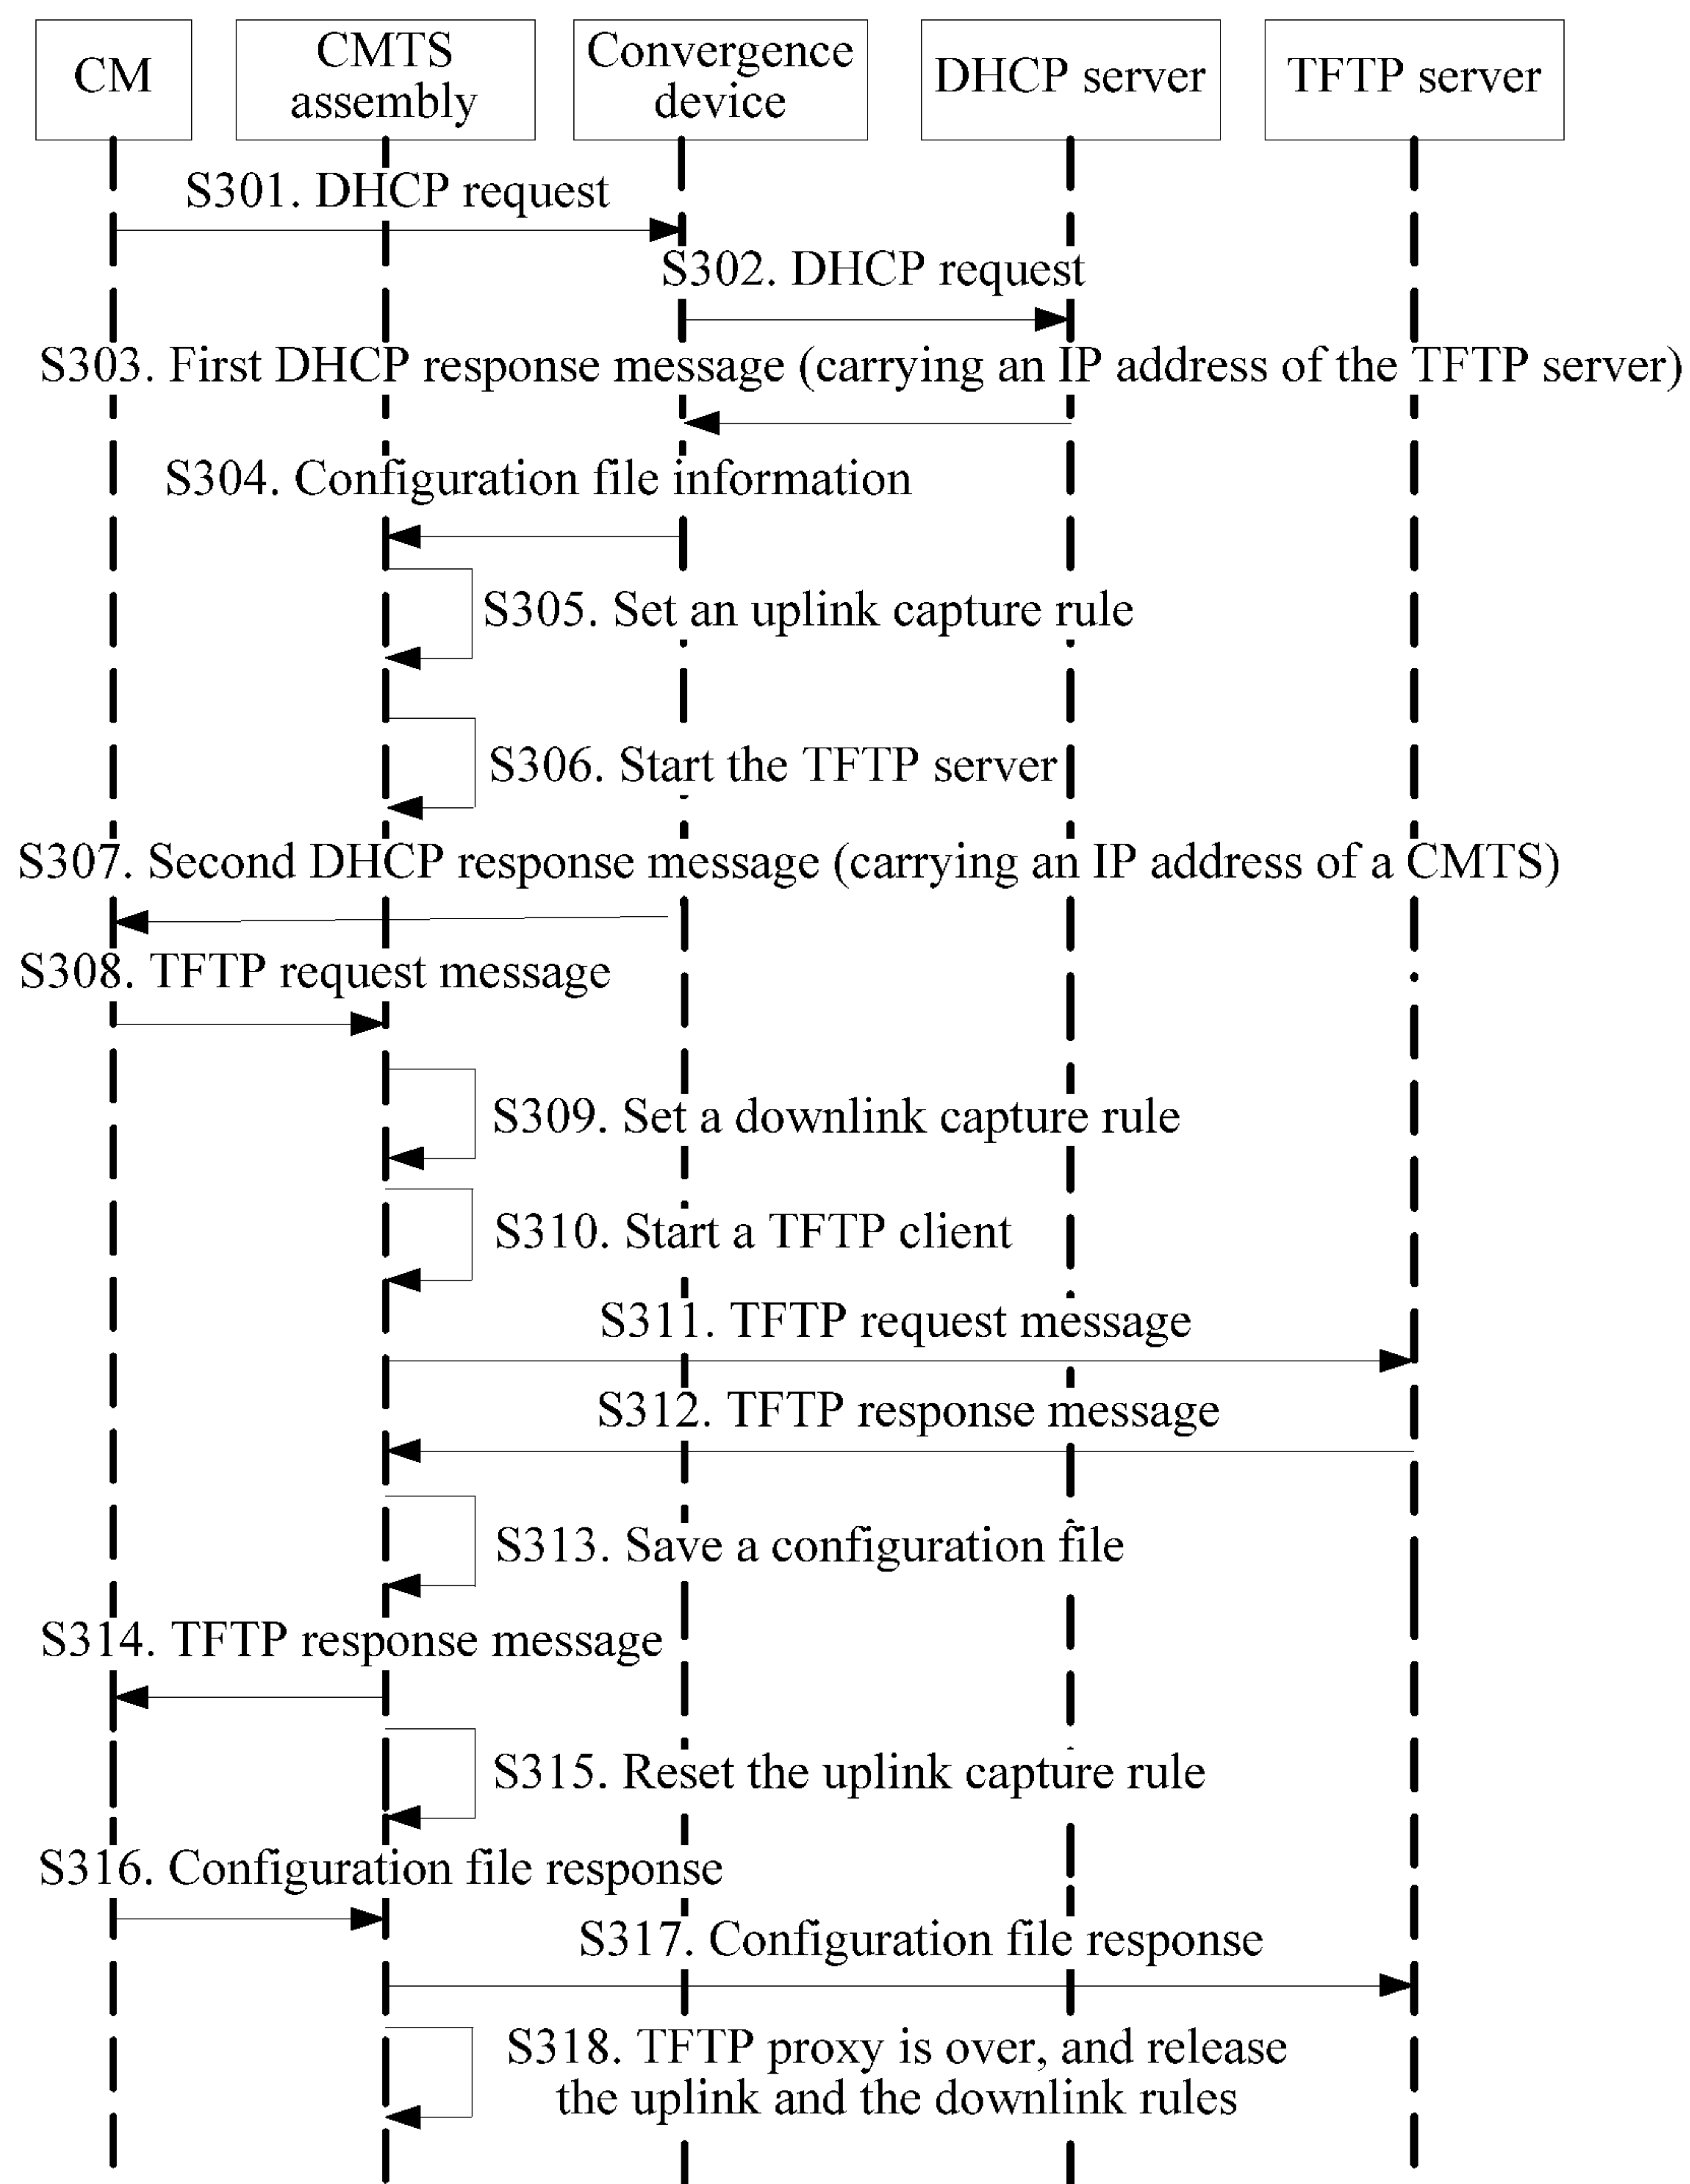 CM
CMTS
assembly
Convergence
device
DHCP server
TFTP server
S301. DHCP request
S302. DHCP request
S303. First DHCP response message (carrying an IP address of the TFTP server)
S304. Configuration file information
S305. Set an uplink capture rule
S306. Start the TFTP server
S307. Second DHCP response message (carrying an IP address of a CMTS)
S308. TFTP request message
S309. Set a downlink capture rule
S310. Start a TFTP client
S311. TFTP request message
S312. TFTP response message
S313. Save a configuration file
S314. TFTP response message
S315. Reset the uplink capture rule
S316. Configuration file response
S317. Configuration file response
S318. TFTP proxy is over, and release
the uplink and the downlink rules